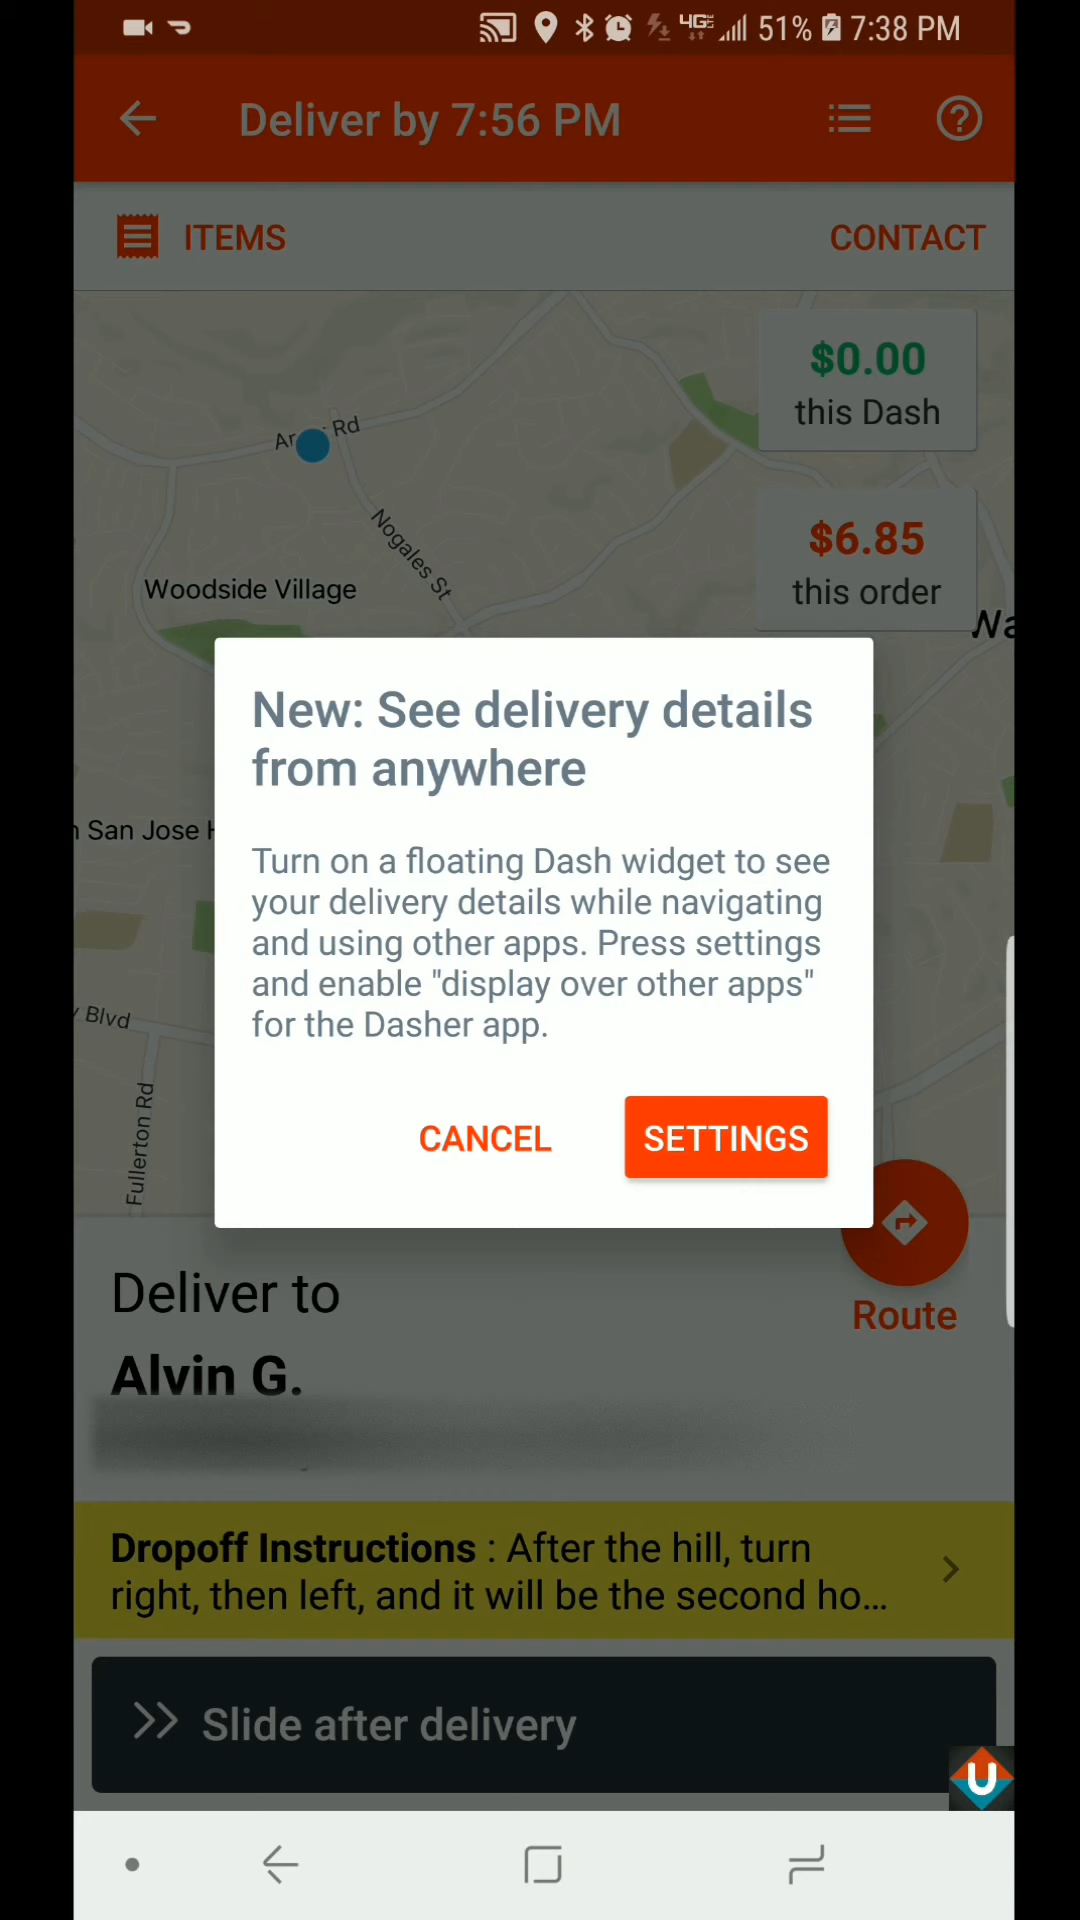 51% 7:38 PM
Deliver by 7:56 PM
ITEMS
CONTACT
$0.00
this Dash
Rd
Nogales St
$6.85
this order
Woodside Village
New: See delivery details
from anywhere
San Jose
Turn on a floating Dash widget to see
your delivery details while navigating
and using other apps. Press settings
and enable "display over other apps"
for the Dasher app.
Blvd
Fullerton Rd
CANCEL
SETTINGS
Route
Deliver to
Alvin G.
Dropoff Instructions : After the hill, turn
right, then left, and it will be the second ho...
Slide after delivery
U